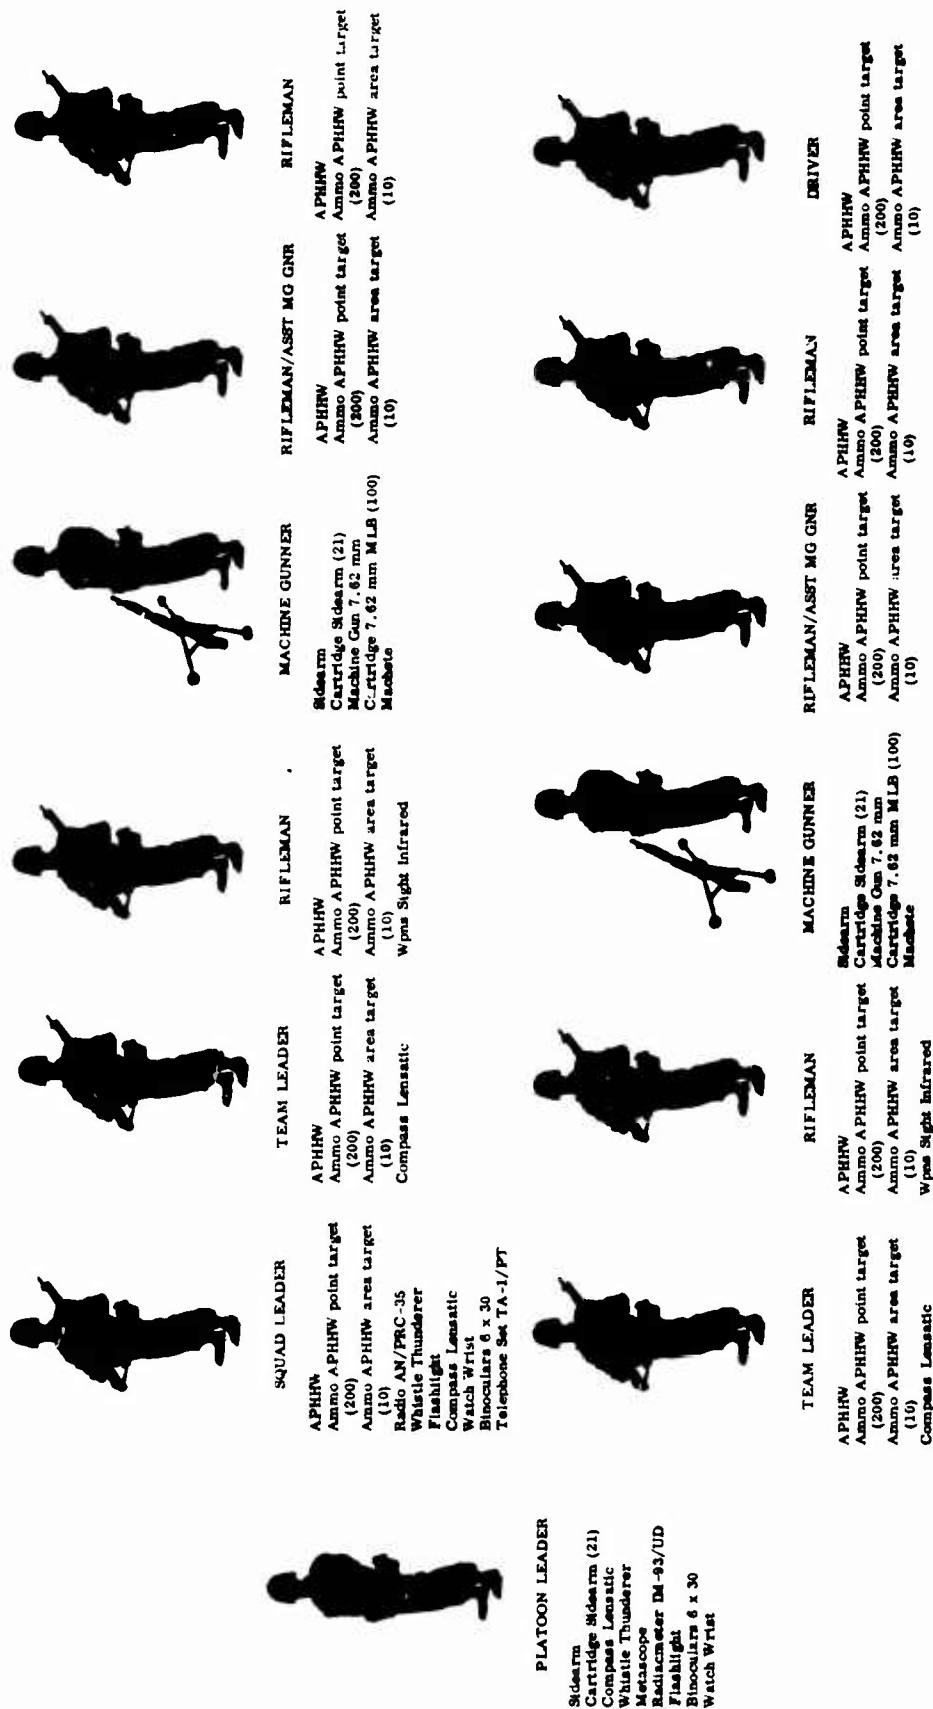 PLATOON LEADER
Sidearm
Cartridge Sidearm (21)
Compass Lensatic
Whistle Thunderer
Metascope
Radiacmeter IM-93/UD
Flashlight
Binoculars 6 x 30
Watch Wrist
SQUAD LEADER
APHHW
Ammo APHHW point target
(200)
Ammo APHHW area target
(10)
Radio AN/PRC-35
Whistle Thunderer
Flashlight
Compass Lensatic
Watch Wrist
Binoculars 6 x 30
Telephone Set TA-1/PT
TEAM LEADER
APHHW
Ammo APHHW point target
(200)
Ammo APHHW area target
(10)
Compass Lensatic
RIFLEMAN
APHHW
Ammo APHHW point target
(200)
Ammo APHHW area target
(10)
Wpns Sight Infrared
MACHINE GUNNER
Sidearm
Cartridge Sidearm (21)
Machine Gun 7.62 mm
Cartridge 7.62 mm MLB (100)
Machete
RIFLEMAN/ASST MG GNR
APHHW
Ammo APHHW point target
(200)
Ammo APHHW area target
(10)
RIFLEMAN
APHHW
Ammo APHHW point target
(200)
Ammo APHHW area target
(10)
TEAM LEADER
APHHW
Ammo APHHW point target
(200)
Ammo APHHW area target
(10)
Compass Lensatic
RIFLEMAN
APHHW
Ammo APHHW point target
(200)
Ammo APHHW area target
(10)
Wpns Sight Infrared
MACHINE GUNNER
Sidearm
Cartridge Sidearm (21)
Machine Gun 7.62 mm
Cartridge 7.62 mm MLB (100)
Machete
RIFLEMAN/ASST MG GNR
APHHW
Ammo APHHW point target
(200)
Ammo APHHW area target
(10)
RIFLEMAN
APHHW
Ammo APHHW point target
(200)
Ammo APHHW area target
(10)
DRIVER
APHHW
Ammo APHHW point target
(200)
Ammo APHHW area target
(10)